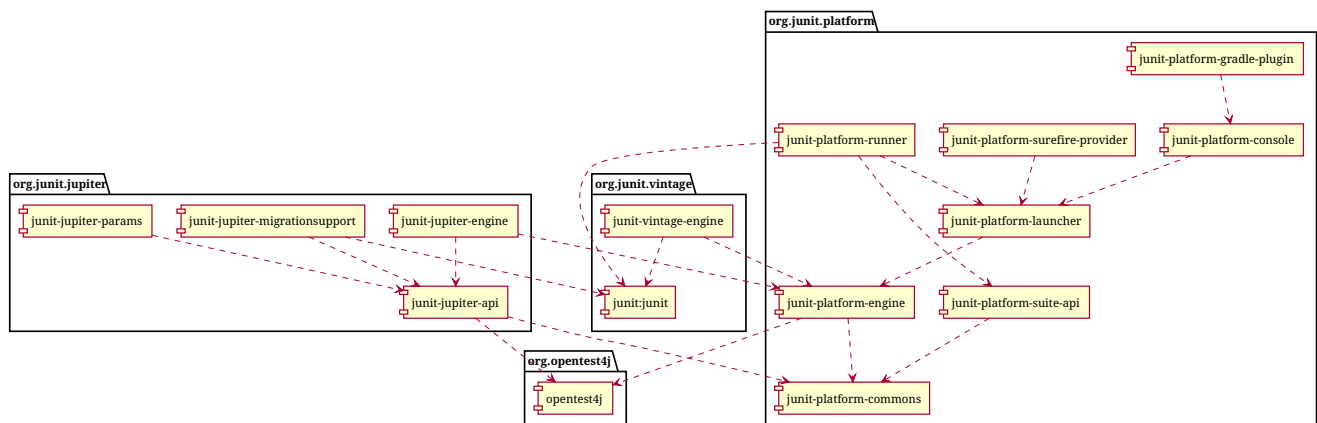 org.junit.platform
junit-platform-gradle-plugin
junit-platform-runner
junit-platform-surefire-provider
junit-platform-console
org.junit.jupiter
org.junit.vintage
junit-jupiter-params
junit-jupiter-migrationsupport
junit-jupiter-engine
junit-vintage-engine
junit-platform-launcher
junit-jupiter-api
junit:junit
junit-platform-engine
junit-platform-suite-api
org.opentest4j
opentest4j
junit-platform-commons